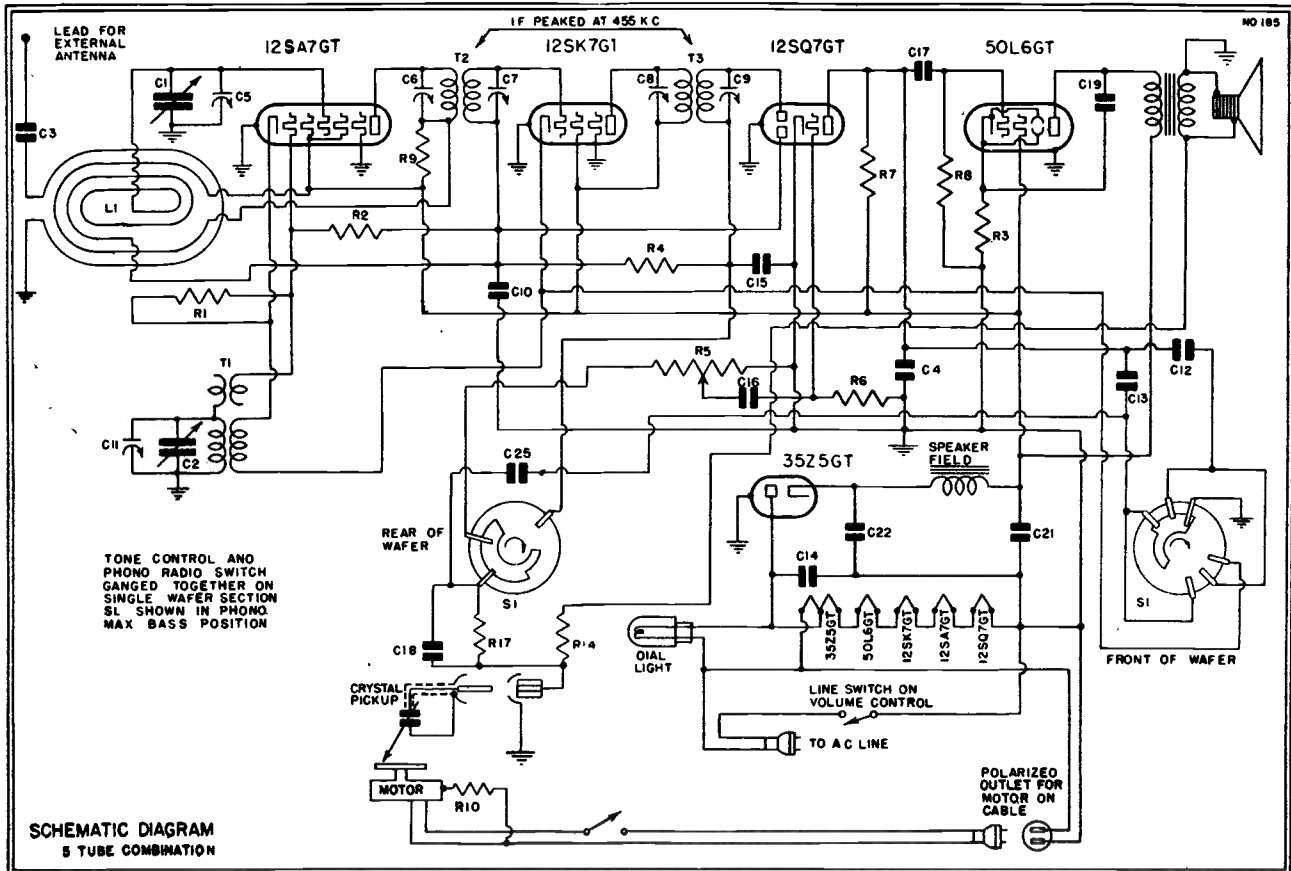 NO 185
LEAD FOR
EXTERNAL
ANTENNA
IF PEAKED AT 455 KC
12SA7GT
12SK7G1
12SQ7GT
50L6GT
C1
C5
C3
L1
C6
T2
C7
R9
C8
T3
C9
C17
C19
R7
R8
R3
R2
R4
C15
C10
R1
T1
R5
C16
R6
C4
C12
C13
C11
C2
C25
35Z5GT
SPEAKER
FIELD
C22
C21
C14
REAR OF
WAFER
S1
S1
FRONT OF WAFER
TONE CONTROL AND
PHONO RADIO SWITCH
GANGED TOGETHER ON
SINGLE WAFER SECTION
SL SHOWN IN PHONO
MAX BASS POSITION
C18
R17
R14
DIAL
LIGHT
35Z5GT
50L6GT
12SK7GT
12SA7GT
12SQ7GT
CRYSTAL
PICKUP
LINE SWITCH ON
VOLUME CONTROL
TO A C LINE
MOTOR
R10
POLARIZED
OUTLET FOR
MOTOR ON
CABLE
SCHEMATIC DIAGRAM
5 TUBE COMBINATION